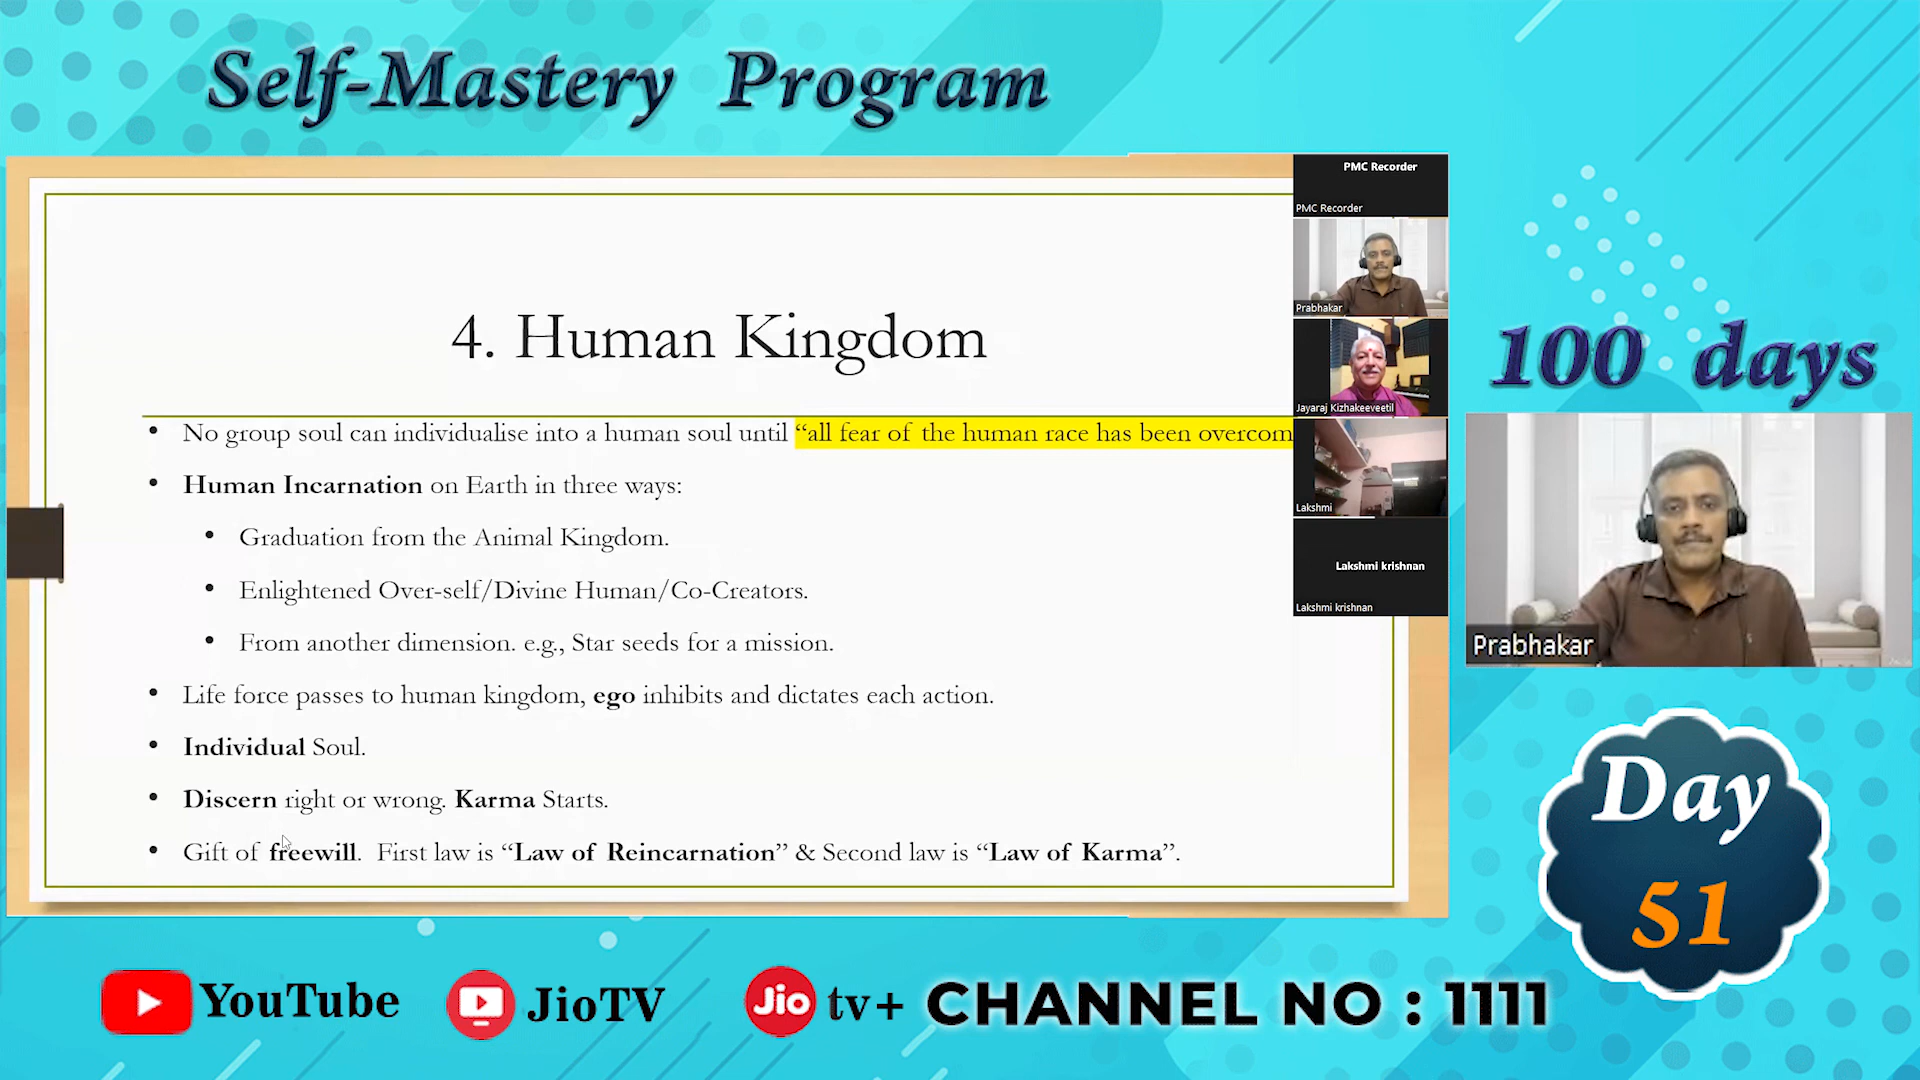 Self-Mastery Program
PMC Recorder
PMC Recorder
Prabhakar
Jayaraj Kizhakeeveetil
Lakshmi
Lakshmi krishnan
Lakshmi krishnan
4. Human Kingdom
• No group soul can individualise into a human soul until “all fear of the human race has been overcom
• Human Incarnation on Earth in three ways:
• Graduation from the Animal Kingdom.
• Enlightened Over-self/Divine Human/Co-Creators.
• From another dimension. e.g., Star seeds for a mission.
• Life force passes to human kingdom, ego inhibits and dictates each action.
• Individual Soul.
• Discern right or wrong. Karma Starts.
• Gift of freewill. First law is “Law of Reincarnation” & Second law is “Law of Karma”.
100 days
Prabhakar
Day
51
YouTube
JioTV
Jio tv+
CHANNEL NO : 1111